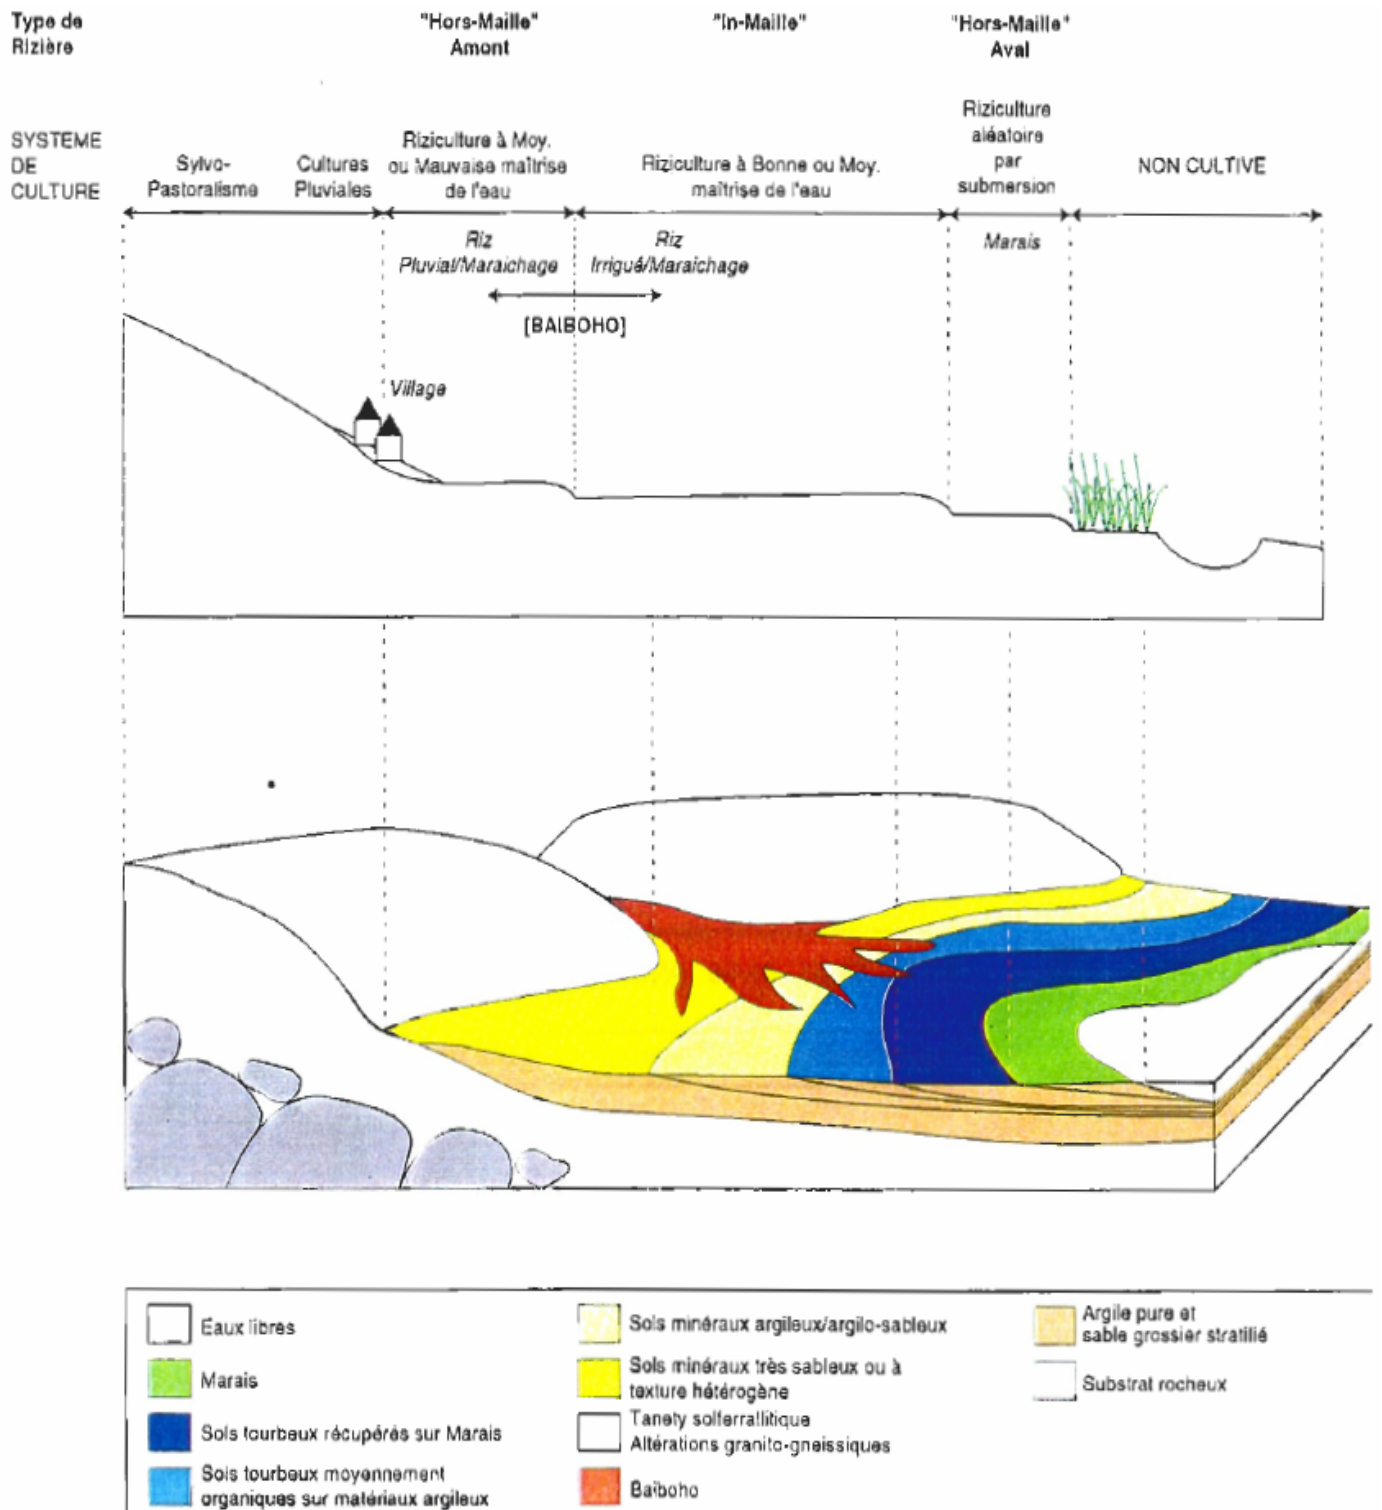 Type de
Rizière
"Hors-Maille"
Amont
"In-Maille"
"Hors-Maille"
Aval
SYSTEME
DE
CULTURE
Sylvo-
Pastoralisme
Cultures
Pluviales
Riziculture à Moy.
ou Mauvaise maîtrise
de l'eau
Riziculture à Bonne ou Moy.
maîtrise de l'eau
Riziculture
aléatoire
par
submersion
NON CULTIVE
Riz
Pluvial/Maraichage
Riz
Irrigué/Maraichage
Marais
[BAIBOHO]
Village
Eaux libres
Marais
Sols tourbeux récupérés sur Marais
Sols tourbeux moyennement
organiques sur matériaux argileux
Sols minéraux argileux/argilo-sableux
Sols minéraux très sableux ou à
texture hétérogène
Tanety solferrallitique
Altérations granito-gneissiques
Baïboho
Argile pure et
sable grossier stratilié
Substrat rocheux